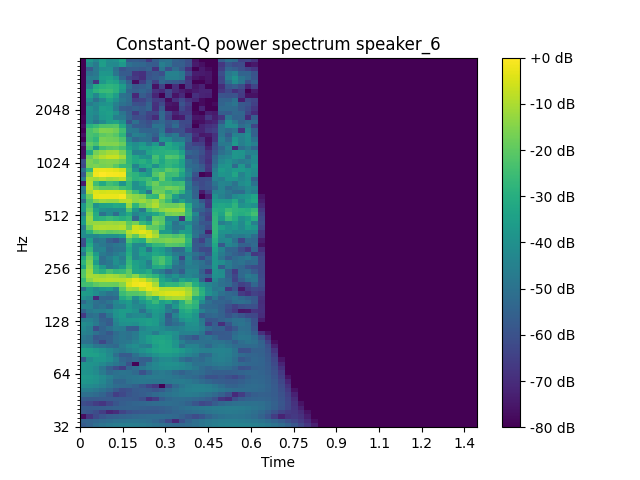 Constant-Q power spectrum speaker_6
Hz
2048
1024
512
256
128
64
32
0 0.15 0.3 0.45 0.6 0.75 0.9 1.1 1.2 1.4
Time
+0 dB
-10 dB
-20 dB
-30 dB
-40 dB
-50 dB
-60 dB
-70 dB
-80 dB